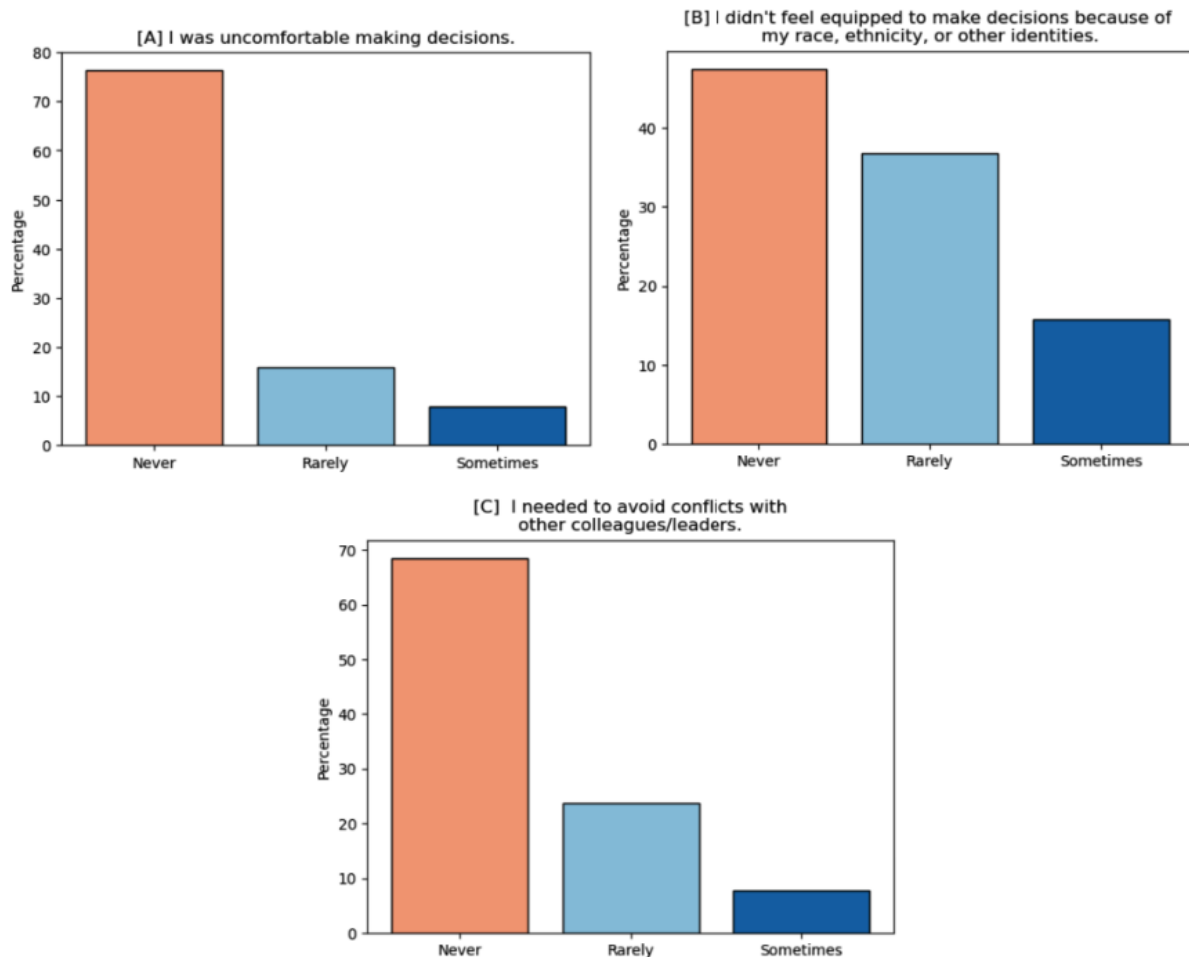 [A] I was uncomfortable making decisions.
80
70
60
50
40
30
20
10
0
Percentage
Never Rarely Sometimes
[B] I didn't feel equipped to make decisions because of
my race, ethnicity, or other identities.
40
30
20
10
0
Percentage
Never Rarely Sometimes
[C] I needed to avoid conflicts with
other colleagues/leaders.
70
60
50
40
30
20
10
0
Percentage
Never Rarely Sometimes